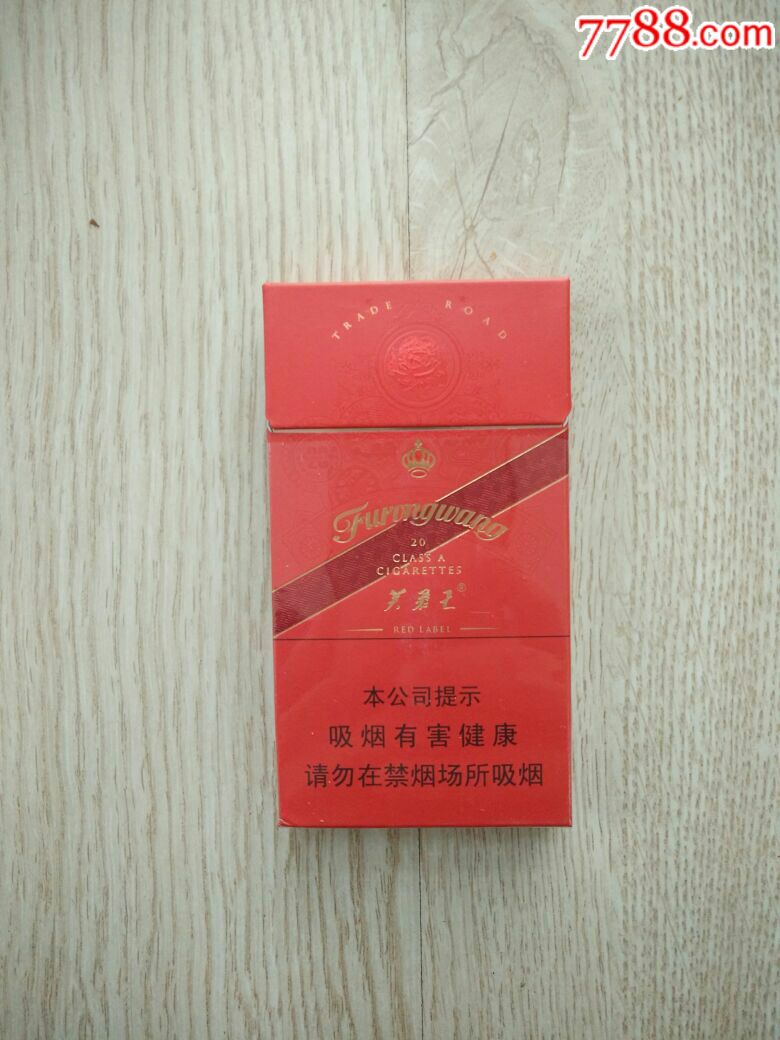 7788.com
TRADE ROAD
Furongwang
20
CLASS A
CIGARETTES
芙蓉王®
RED LABEL
本公司提示
吸烟有害健康
请勿在禁烟场所吸烟